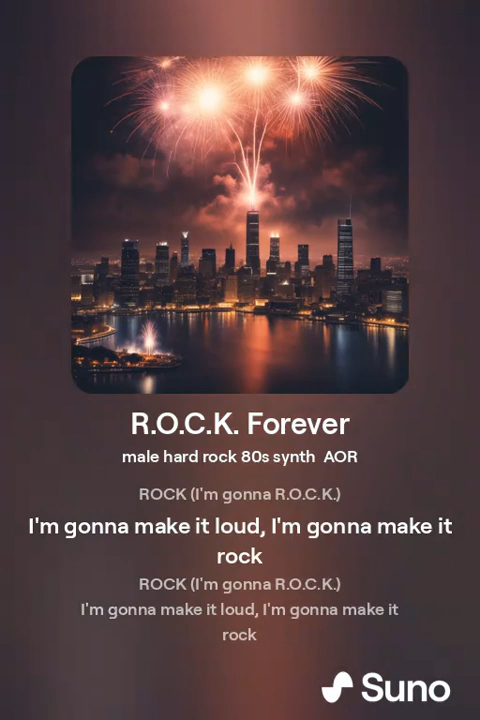 R.O.C.K. Forever
male hard rock 80s synth AOR
ROCK (I'm gonna R.O.C.K.)
I'm gonna make it loud, I'm gonna make it
rock
ROCK (I'm gonna R.O.C.K.)
I'm gonna make it loud, I'm gonna make it
rock
Suno